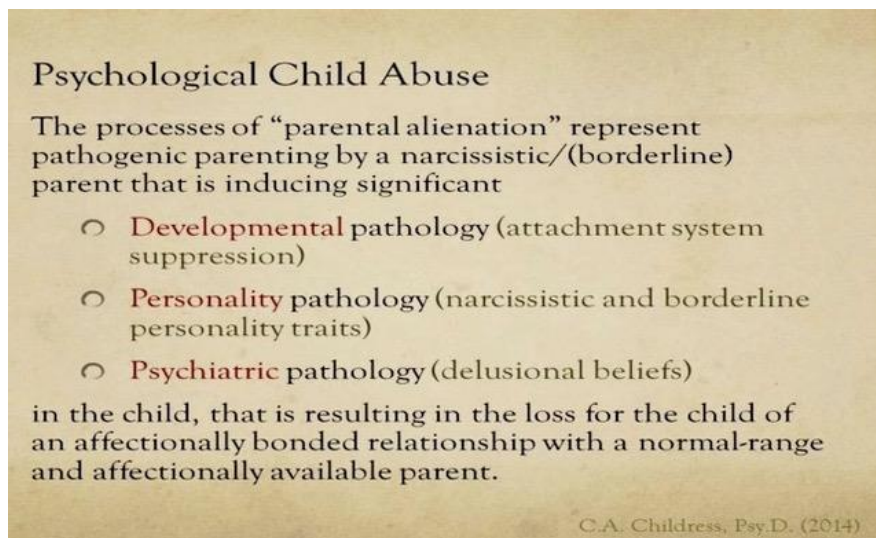 Psychological Child Abuse
The processes of “parental alienation” represent
pathogenic parenting by a narcissistic/(borderline)
parent that is inducing significant
Developmental pathology (attachment system
suppression)
Personality pathology (narcissistic and borderline
personality traits)
Psychiatric pathology (delusional beliefs)
in the child, that is resulting in the loss for the child of
an affectionally bonded relationship with a normal-range
and affectionally available parent.
C.A. Childress, Psy.D. (2014)